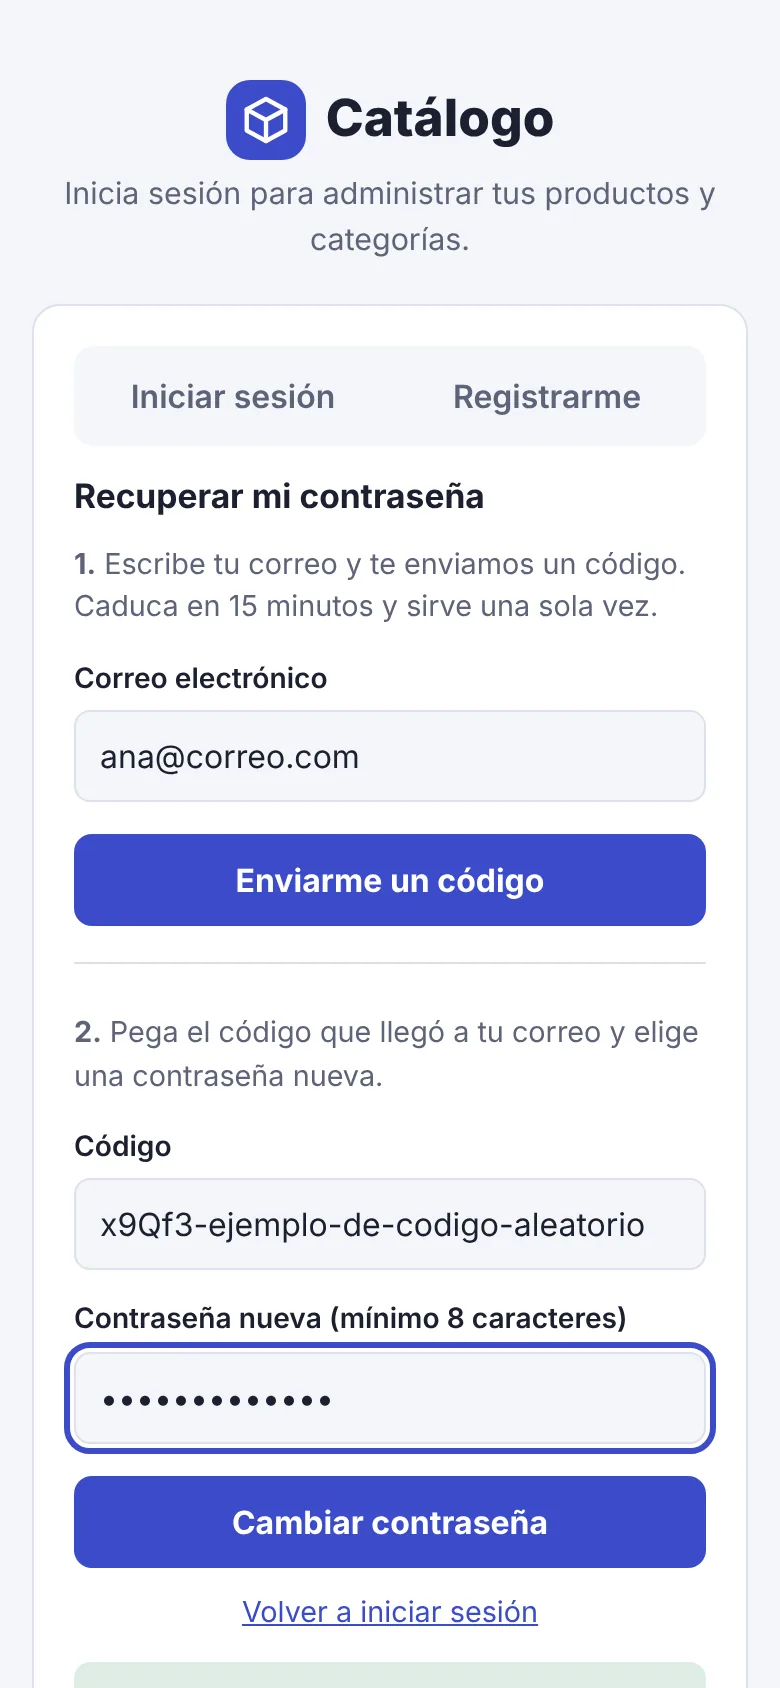 Catálogo
Inicia sesión para administrar tus productos y
categorías.
Iniciar sesión
Registrarme
Recuperar mi contraseña
1. Escribe tu correo y te enviamos un código.
Caduca en 15 minutos y sirve una sola vez.
Correo electrónico
ana@correo.com
Enviarme un código
2. Pega el código que llegó a tu correo y elige
una contraseña nueva.
Código
x9Qf3-ejemplo-de-codigo-aleatorio
Contraseña nueva (mínimo 8 caracteres)
•••••••••••••
Cambiar contraseña
Volver a iniciar sesión